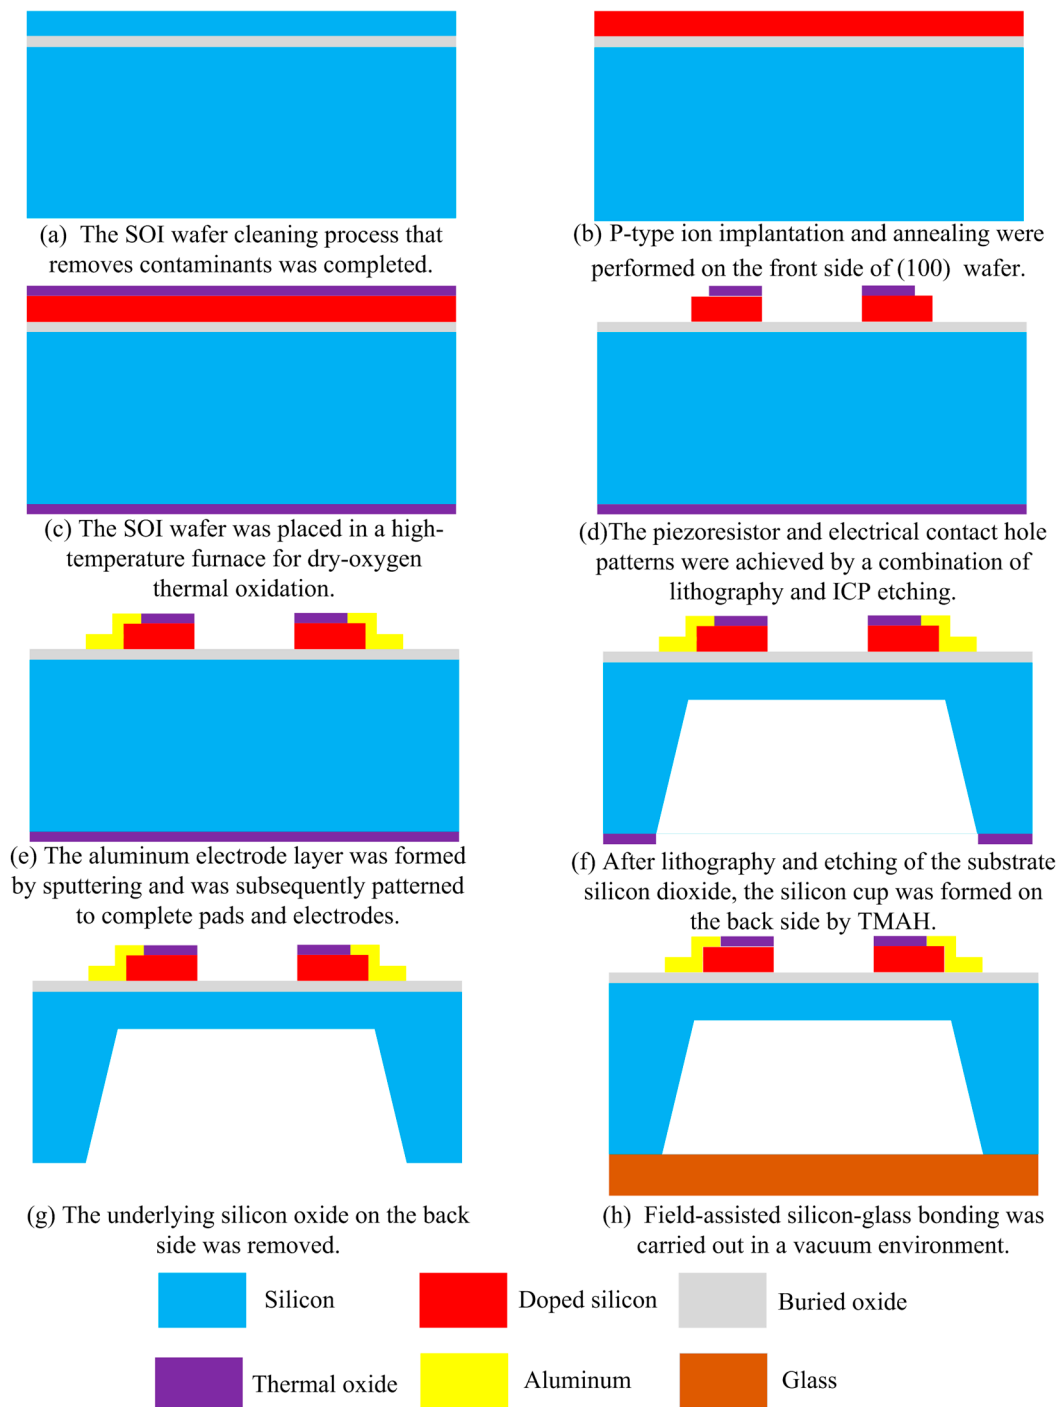 (a)  The SOI wafer cleaning process that
removes contaminants was completed.
(b) P-type ion implantation and annealing were
performed on the front side of (100)  wafer.
(c) The SOI wafer was placed in a high-
temperature furnace for dry-oxygen
thermal oxidation.
(d)The piezoresistor and electrical contact hole
patterns were achieved by a combination of
lithography and ICP etching.
(e) The aluminum electrode layer was formed
by sputtering and was subsequently patterned
to complete pads and electrodes.
(f) After lithography and etching of the substrate
silicon dioxide, the silicon cup was formed on
the back side by TMAH.
(g) The underlying silicon oxide on the back
side was removed.
(h)  Field-assisted silicon-glass bonding was
carried out in a vacuum environment.
Silicon
Doped silicon
Buried oxide
Thermal oxide
Aluminum
Glass